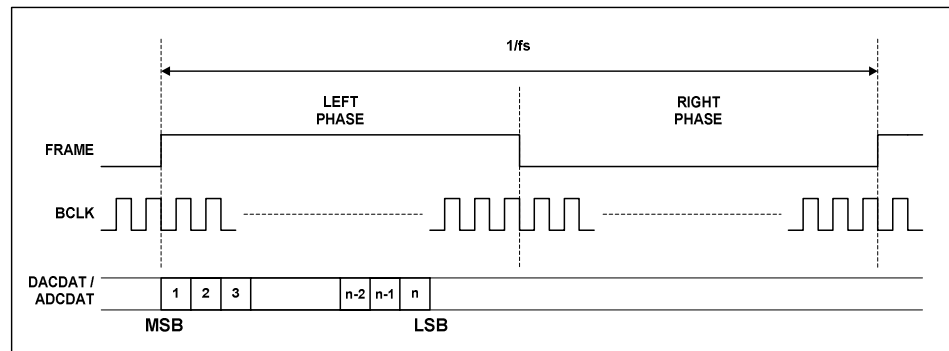 1/fs
LEFT
PHASE
RIGHT
PHASE
FRAME
BCLK
DACDAT /
ADCDAT
1 2 3 n-2 n-1 n
MSB LSB